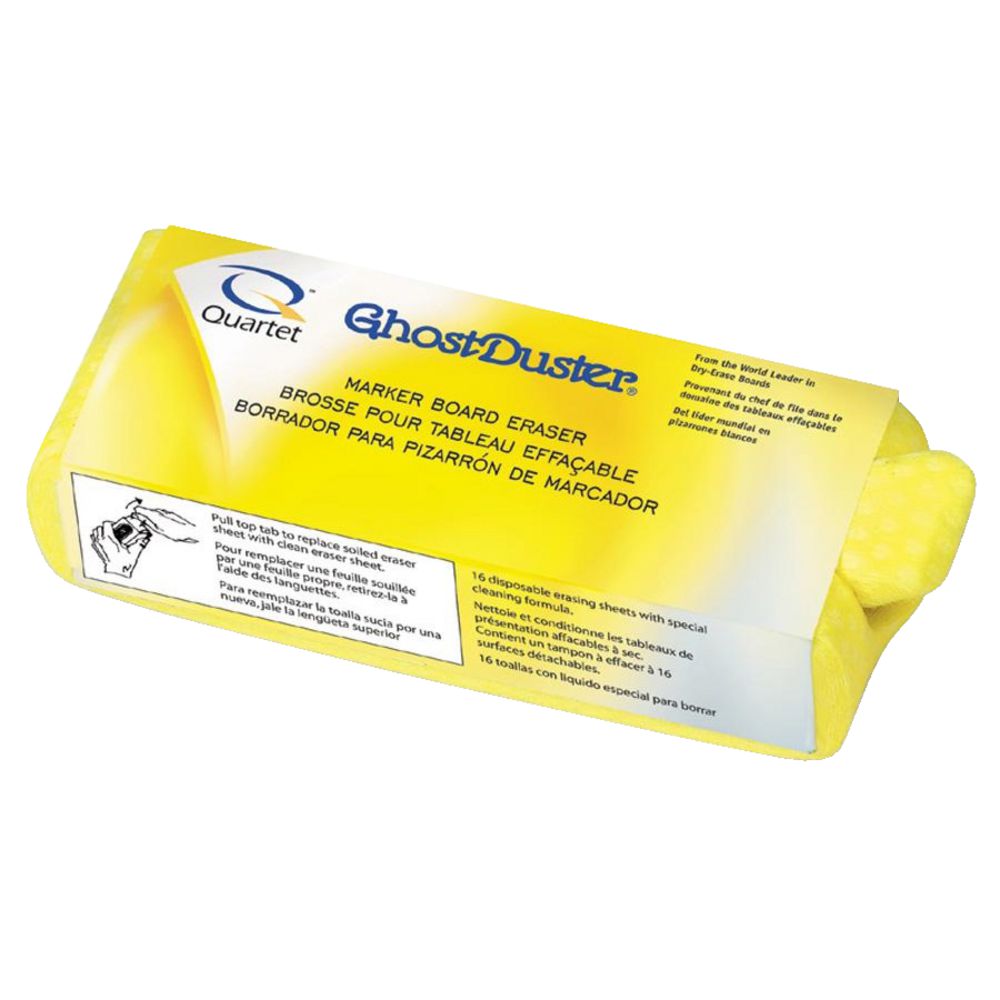 Quartet™
GhostDuster®
MARKER BOARD ERASER
BROSSE POUR TABLEAU EFFAÇABLE
BORRADOR PARA PIZARRÓN DE MARCADOR
From the World Leader in
Dry-Erase Boards
Provenant du chef de file dans le
domaine des tableaux effaçables
Del líder mundial en
pizarrones blancos
Pull top tab to replace soiled eraser
sheet with clean eraser sheet.
Pour remplacer une feuille souillée
par une feuille propre, retirez-la à
l'aide des languettes.
Para reemplazar la toalla sucia por una
nueva, jale la lengüeta superior
16 disposable erasing sheets with special
cleaning formula.
Nettoie et conditionne les tableaux de
présentation affacables à sec.
Contient un tampon à effacer à 16
surfaces détachables.
16 toallas con liquido especial para borrar